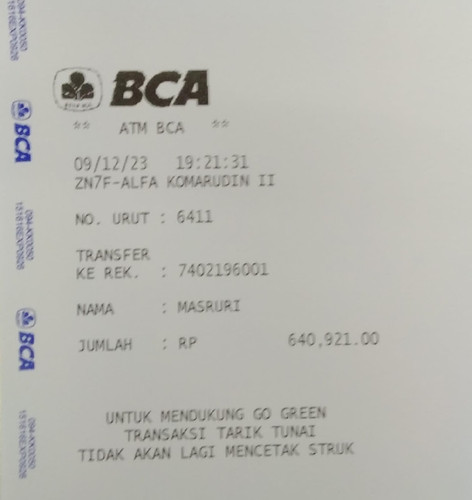 BCA
** ATM BCA **
09/12/23 19:21:31
ZN7F-ALFA KOMARUDIN II
NO. URUT : 6411
TRANSFER
KE REK. : 7402196001
NAMA : MASRURI
JUMLAH : RP 640,921.00
UNTUK MENDUKUNG GO GREEN
TRANSAKSI TARIK TUNAI
TIDAK AKAN LAGI MENCETAK STRUK
BCA
BCA